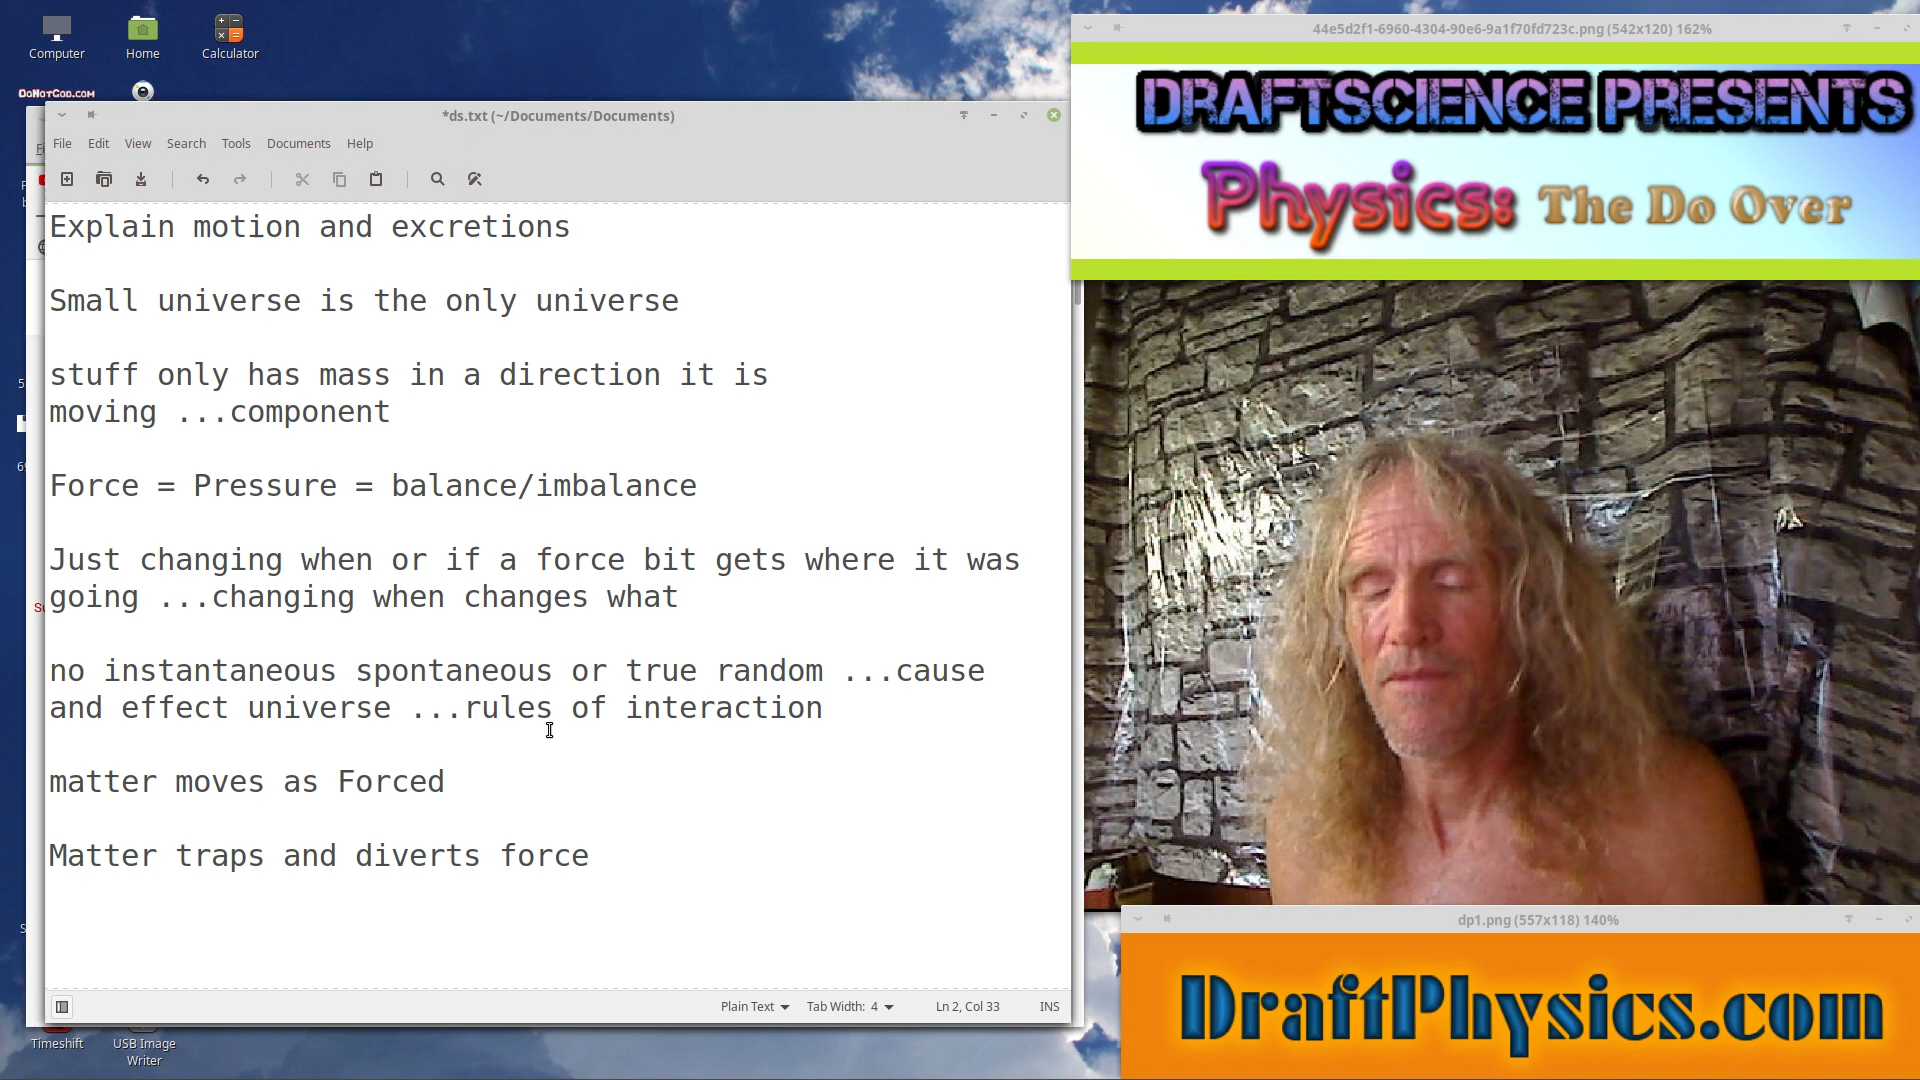 Computer
Home
Calculator
DoNotGod.com
*ds.txt (~/Documents/Documents)
File Edit View Search Tools Documents Help
Explain motion and excretions
Small universe is the only universe
stuff only has mass in a direction it is
moving ...component
Force = Pressure = balance/imbalance
Just changing when or if a force bit gets where it was
going ...changing when changes what
no instantaneous spontaneous or true random ...cause
and effect universe ...rules of interaction
matter moves as Forced
Matter traps and diverts force
Plain Text Tab Width: 4 Ln 2, Col 33 INS
Timeshift
USB Image
Writer
44e5d2f1-6960-4304-90e6-9a1f70fd723c.png (542x120) 162%
DRAFTSCIENCE PRESENTS
Physics: The Do Over
dp1.png (557x118) 140%
DraftPhysics.com